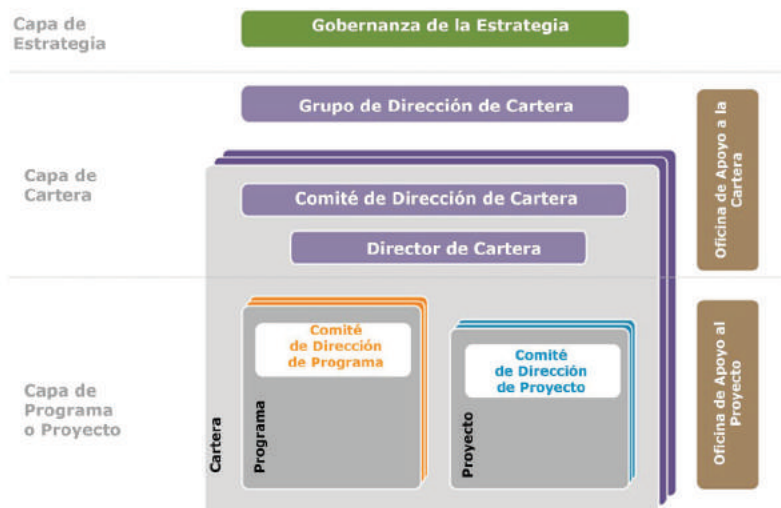 Capa de
Estrategia
Gobernanza de la Estrategia
Grupo de Dirección de Cartera
Capa de
Cartera
Comité de Dirección de Cartera
Director de Cartera
Oficina de Apoyo a la
Cartera
Capa de
Programa
o Proyecto
Cartera
Programa
Comité
de Dirección
de Programa
Proyecto
Comité
de Dirección
de Proyecto
Oficina de Apoyo al
Proyecto